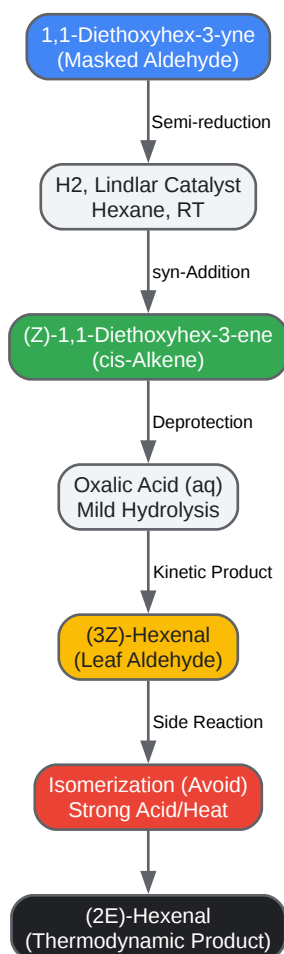 1,1-Diethoxyhex-3-yne
(Masked Aldehyde)
Semi-reduction
H2, Lindlar Catalyst
Hexane, RT
syn-Addition
(Z)-1,1-Diethoxyhex-3-ene
(cis-Alkene)
Deprotection
Oxalic Acid (aq)
Mild Hydrolysis
Kinetic Product
(3Z)-Hexenal
(Leaf Aldehyde)
Side Reaction
Isomerization (Avoid)
Strong Acid/Heat
(2E)-Hexenal
(Thermodynamic Product)